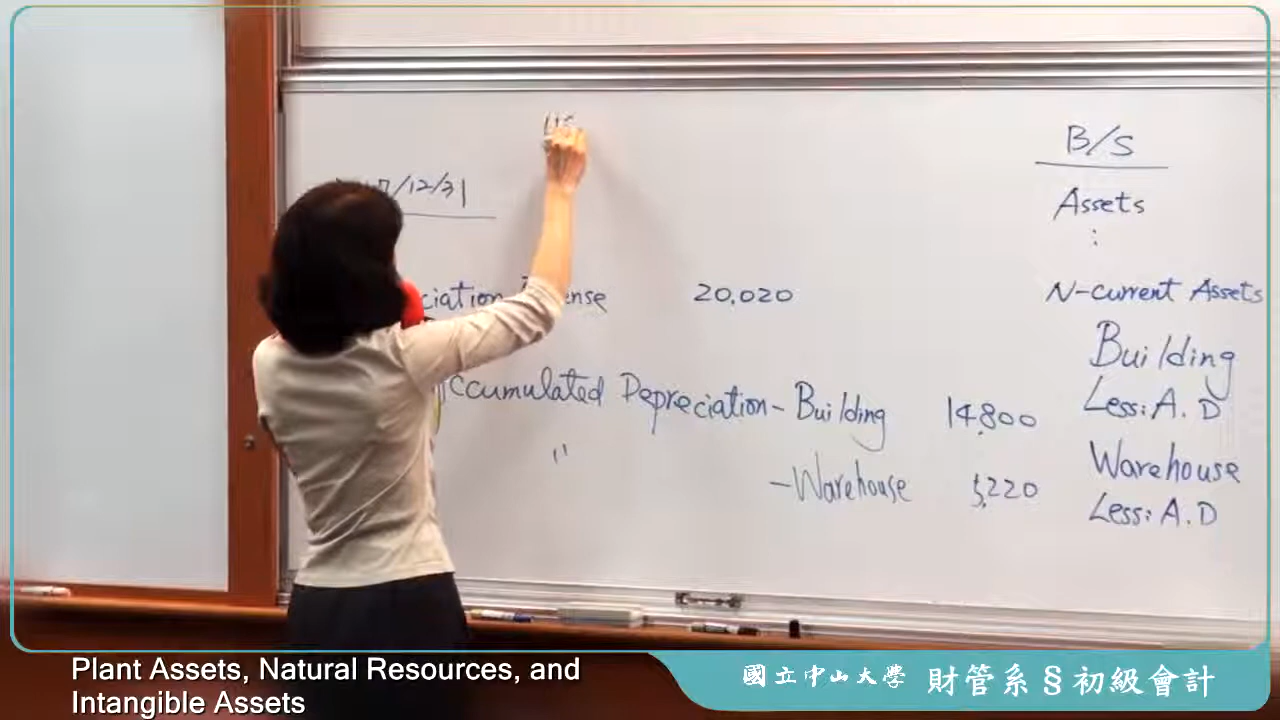 B/S
/12/31
Assets
:
ciation ense 20,020
N-current Assets
Building
ccumulated Depreciation - Building 14,800
Less: A.D
"
Warehouse
- Warehouse 5,220
Less: A.D
Plant Assets, Natural Resources, and
Intangible Assets
國立中山大學 財管系§初級會計